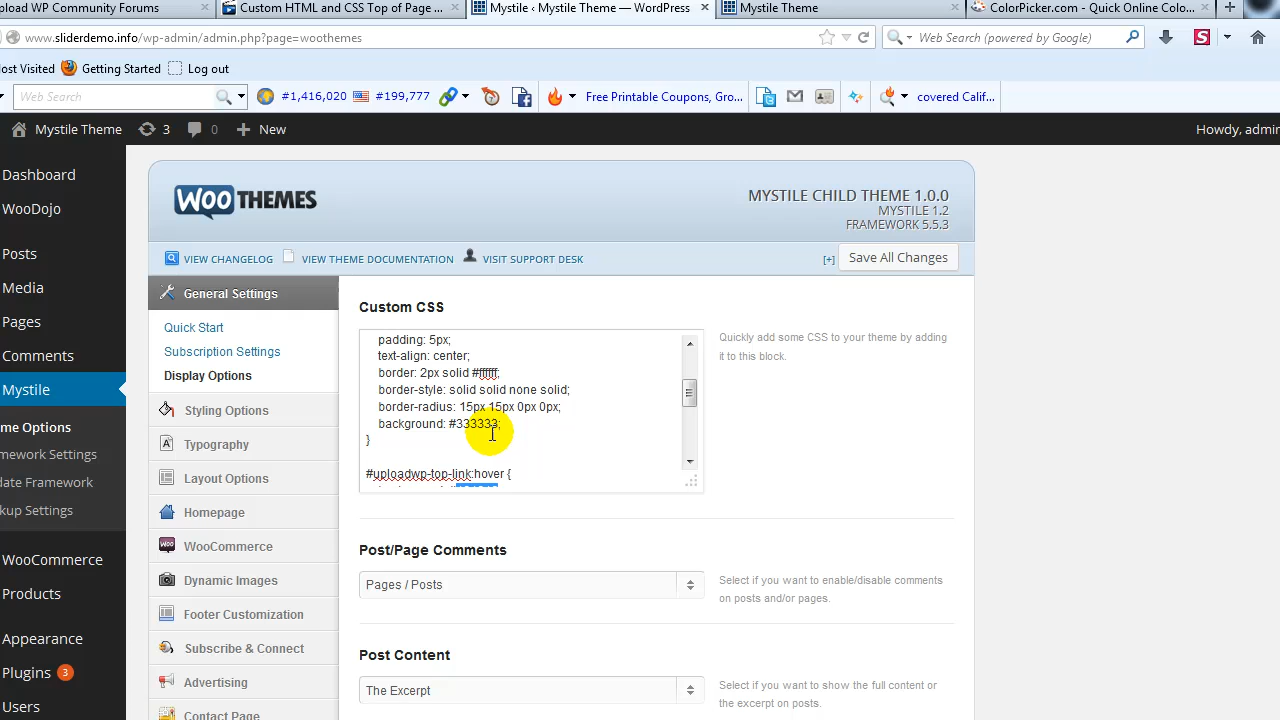 pload WP Community Forums
Custom HTML and CSS Top of Page ...
Mystile ‹ Mystile Theme — WordPress
Mystile Theme
ColorPicker.com - Quick Online Colo...
www.sliderdemo.info/wp-admin/admin.php?page=woothemes
Web Search (powered by Google)
ost Visited
Getting Started
Log out
Web Search
#1,416,020
#199,777
Free Printable Coupons, Gro...
covered Calif...
Mystile Theme
3
0
New
Howdy, admin
Dashboard
WooDojo
Posts
Media
Pages
Comments
Mystile
me Options
mework Settings
date Framework
kup Settings
WooCommerce
Products
Appearance
Plugins 3
Users
WOOTHEMES
MYSTILE CHILD THEME 1.0.0
MYSTILE 1.2
FRAMEWORK 5.5.3
VIEW CHANGELOG
VIEW THEME DOCUMENTATION
VISIT SUPPORT DESK
[+]
Save All Changes
General Settings
Quick Start
Subscription Settings
Display Options
Styling Options
Typography
Layout Options
Homepage
WooCommerce
Dynamic Images
Footer Customization
Subscribe & Connect
Advertising
Contact Page
Custom CSS
padding: 5px;
text-align: center;
border: 2px solid #ffffff;
border-style: solid solid none solid;
border-radius: 15px 15px 0px 0px;
background: #333333;
}
#uploadwp-top-link:hover {
Quickly add some CSS to your theme by adding
it to this block.
Post/Page Comments
Pages / Posts
Select if you want to enable/disable comments
on posts and/or pages.
Post Content
The Excerpt
Select if you want to show the full content or
the excerpt on posts.